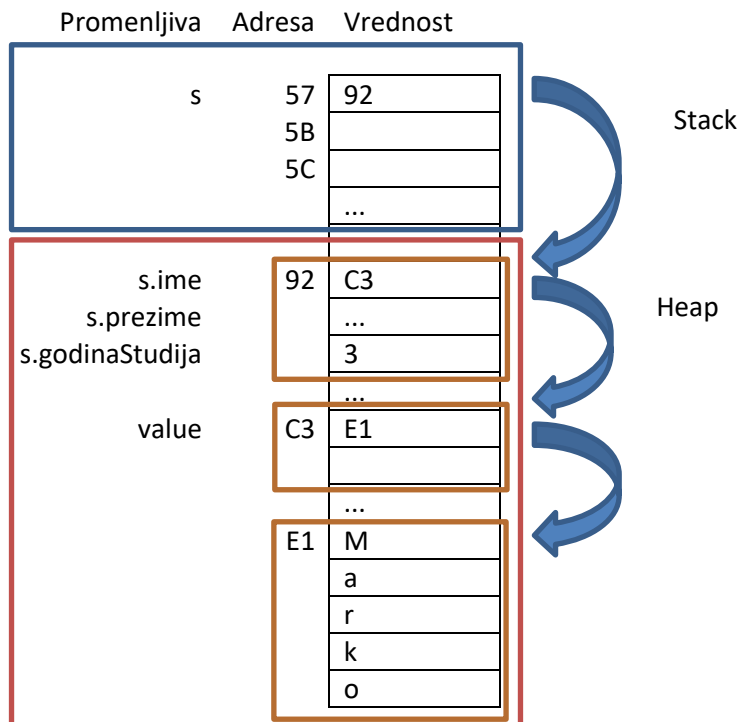 Promenljiva Adresa Vrednost
s 57 92
5B
5C
Stack
...
s.ime 92 C3
s.prezime ...
Heap
s.godinaStudija 3
...
value C3 E1
...
E1 M
a
r
k
o